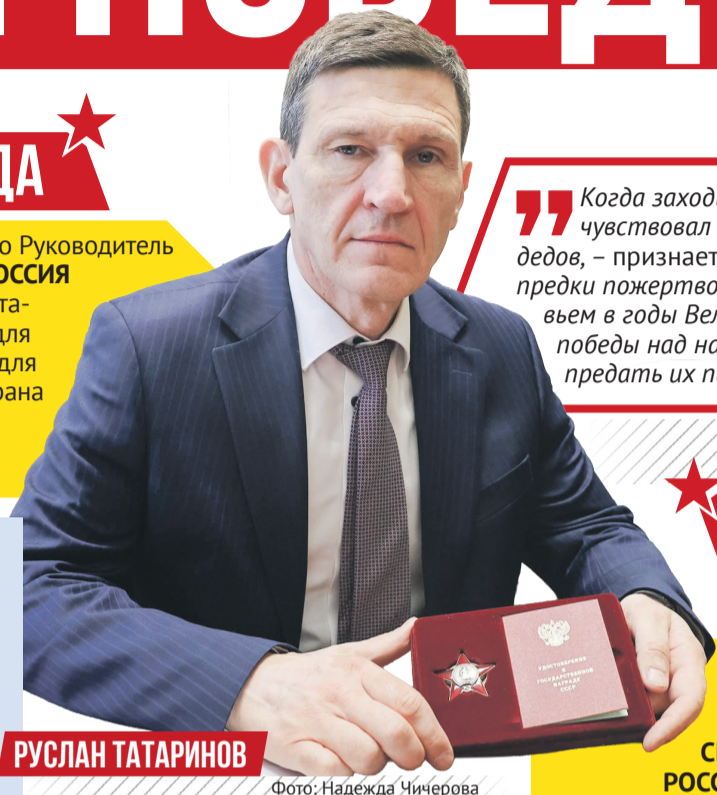 ПОБЕД
ДА
о Руководитель
ОССИЯ
та-
для
для
рана
Когда заход
чувствовал
дедов, – признает
предки пожертво
вьем в годы Вел
победы над на
предать их п
УДОСТОВЕРЕНИЕ
К
ГОСУДАРСТВЕННОЙ
НАГРАДЕ
СССР
РУСЛАН ТАТАРИНОВ
Фото: Надежда Чичерова
С
РОСС